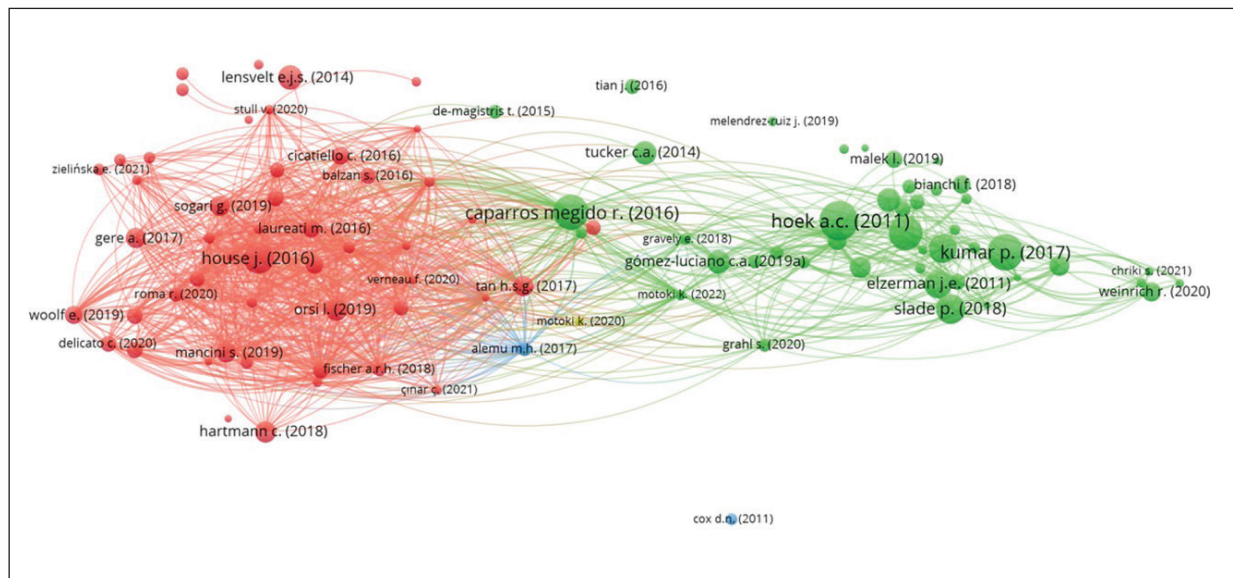 lensvelt e.j.s. (2014)
tian j. (2016)
stull v. (2020)
de-magistris t. (2015)
melendrez-ruiz j. (2019)
cicatiello c. (2016)
tucker c.a. (2014)
malek l. (2019)
zielińska e. (2021)
balzan s. (2016)
bianchi f. (2018)
sogari g. (2019)
caparros megido r. (2016)
hoek a.c. (2011)
laureati m. (2016)
gere a. (2017)
gravely e. (2018)
kumar p. (2017)
house j. (2016)
gómez-luciano c.a. (2019a)
chriki s. (2021)
verneau f. (2020)
elzerman j.e. (2011)
tan h.s.g. (2017)
weinrich r. (2020)
roma r. (2020)
motoki k. (2022)
orsi l. (2019)
slade p. (2018)
woolf e. (2019)
motoki k. (2020)
delicato c. (2020)
grahl s. (2020)
mancini s. (2019)
alemu m.h. (2017)
fischer a.r.h. (2018)
çınar ç. (2021)
hartmann c. (2018)
cox d.n. (2011)